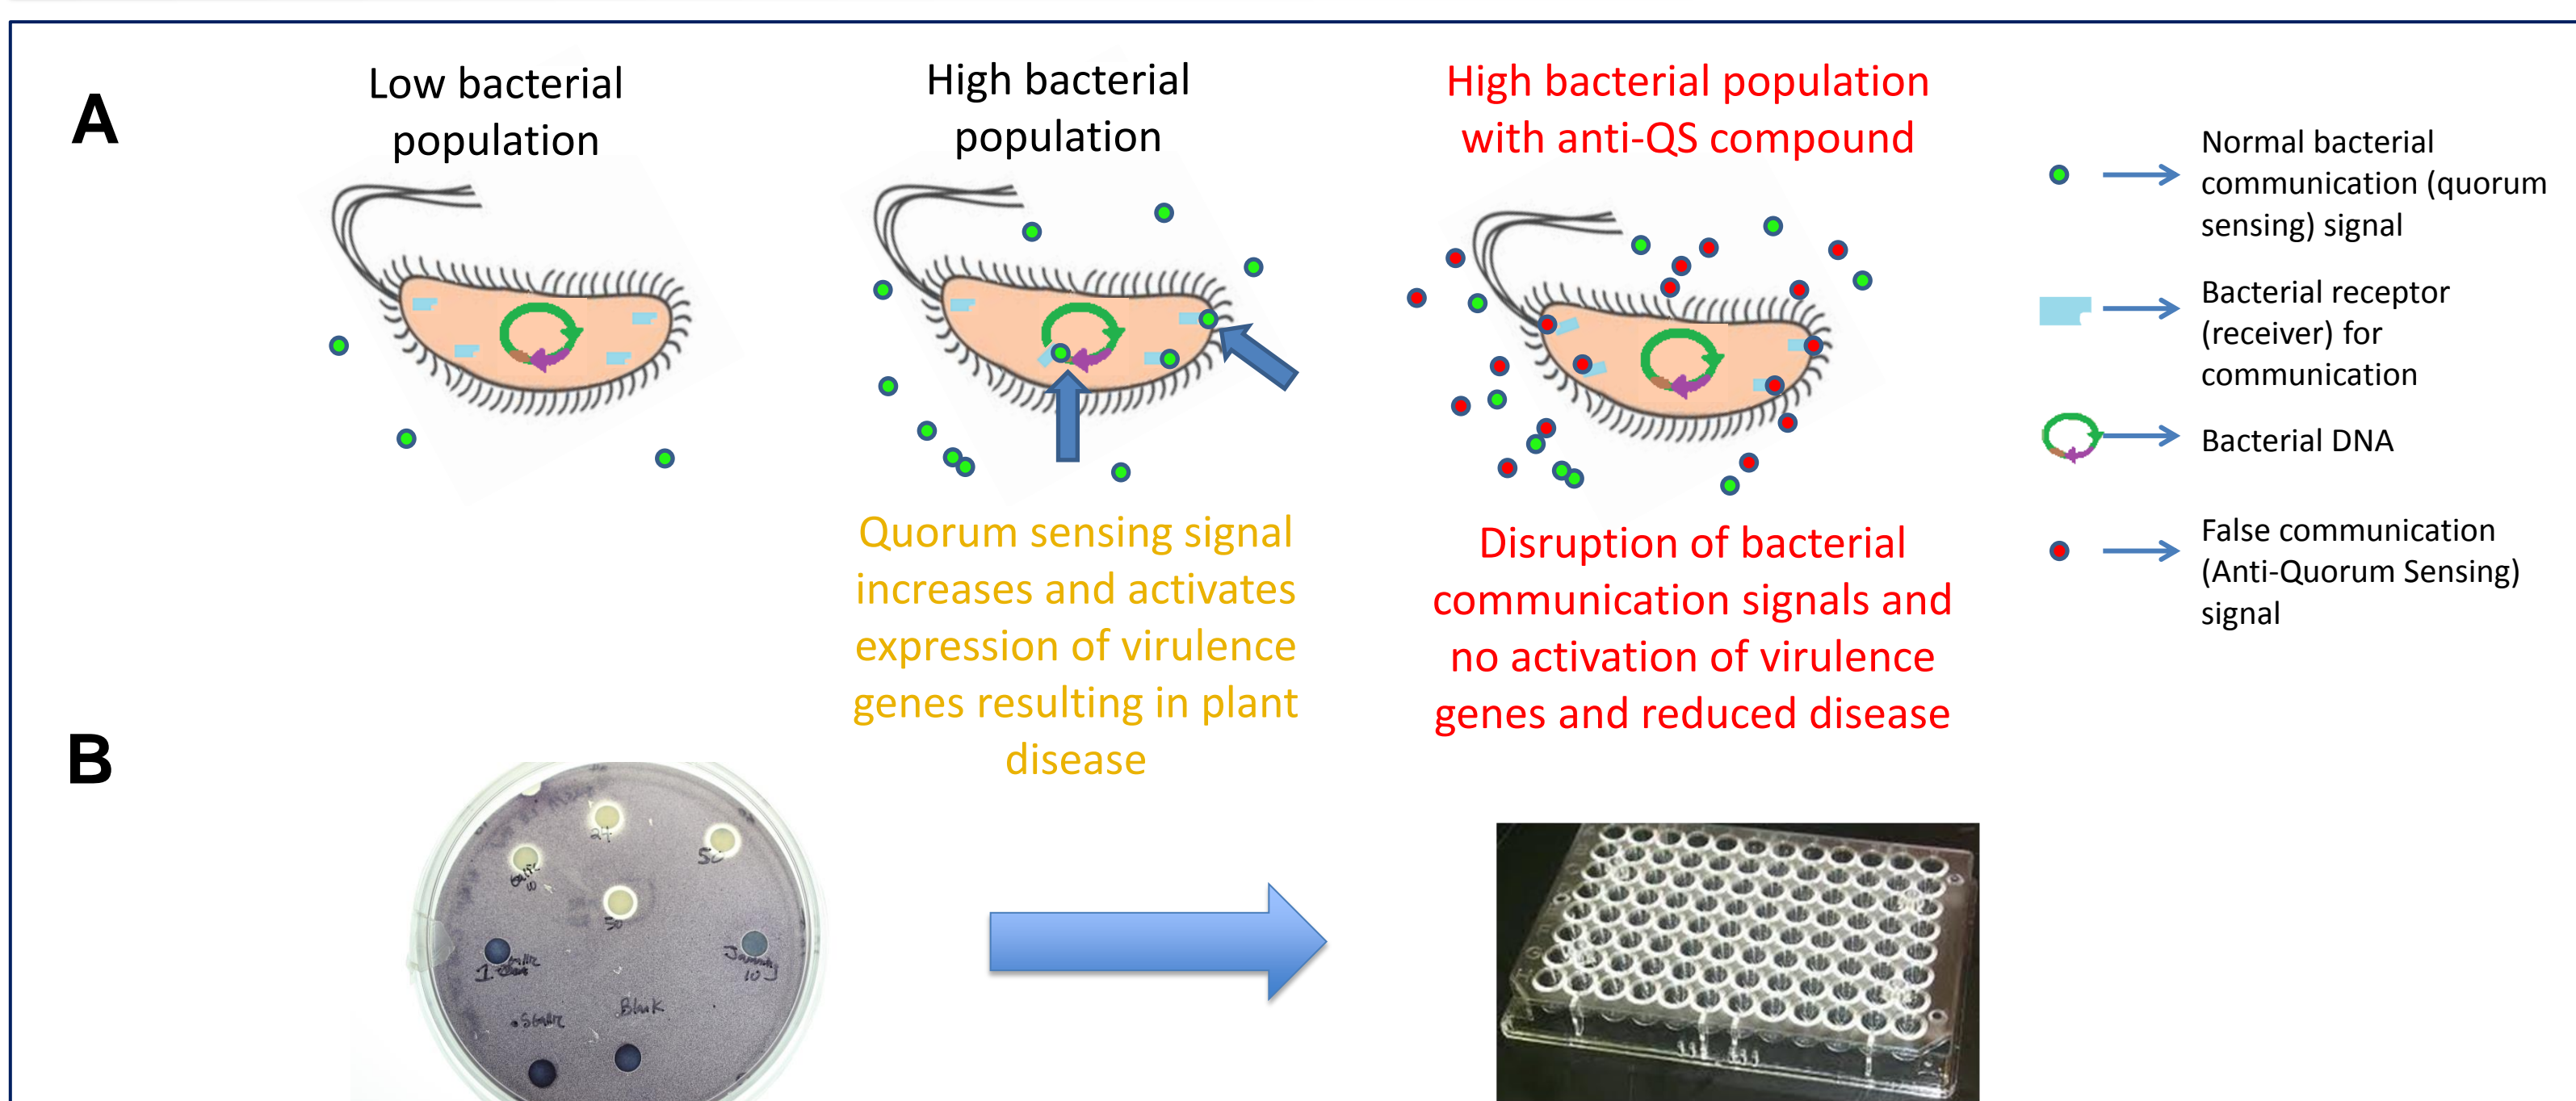 A
Low bacterial
population
High bacterial
population
High bacterial population
with anti-QS compound
Normal bacterial
communication (quorum
sensing) signal
Bacterial receptor
(receiver) for
communication
Bacterial DNA
False communication
(Anti-Quorum Sensing)
signal
Quorum sensing signal
increases and activates
expression of virulence
genes resulting in plant
disease
Disruption of bacterial
communication signals and
no activation of virulence
genes and reduced disease
B
24
50
10
Blank